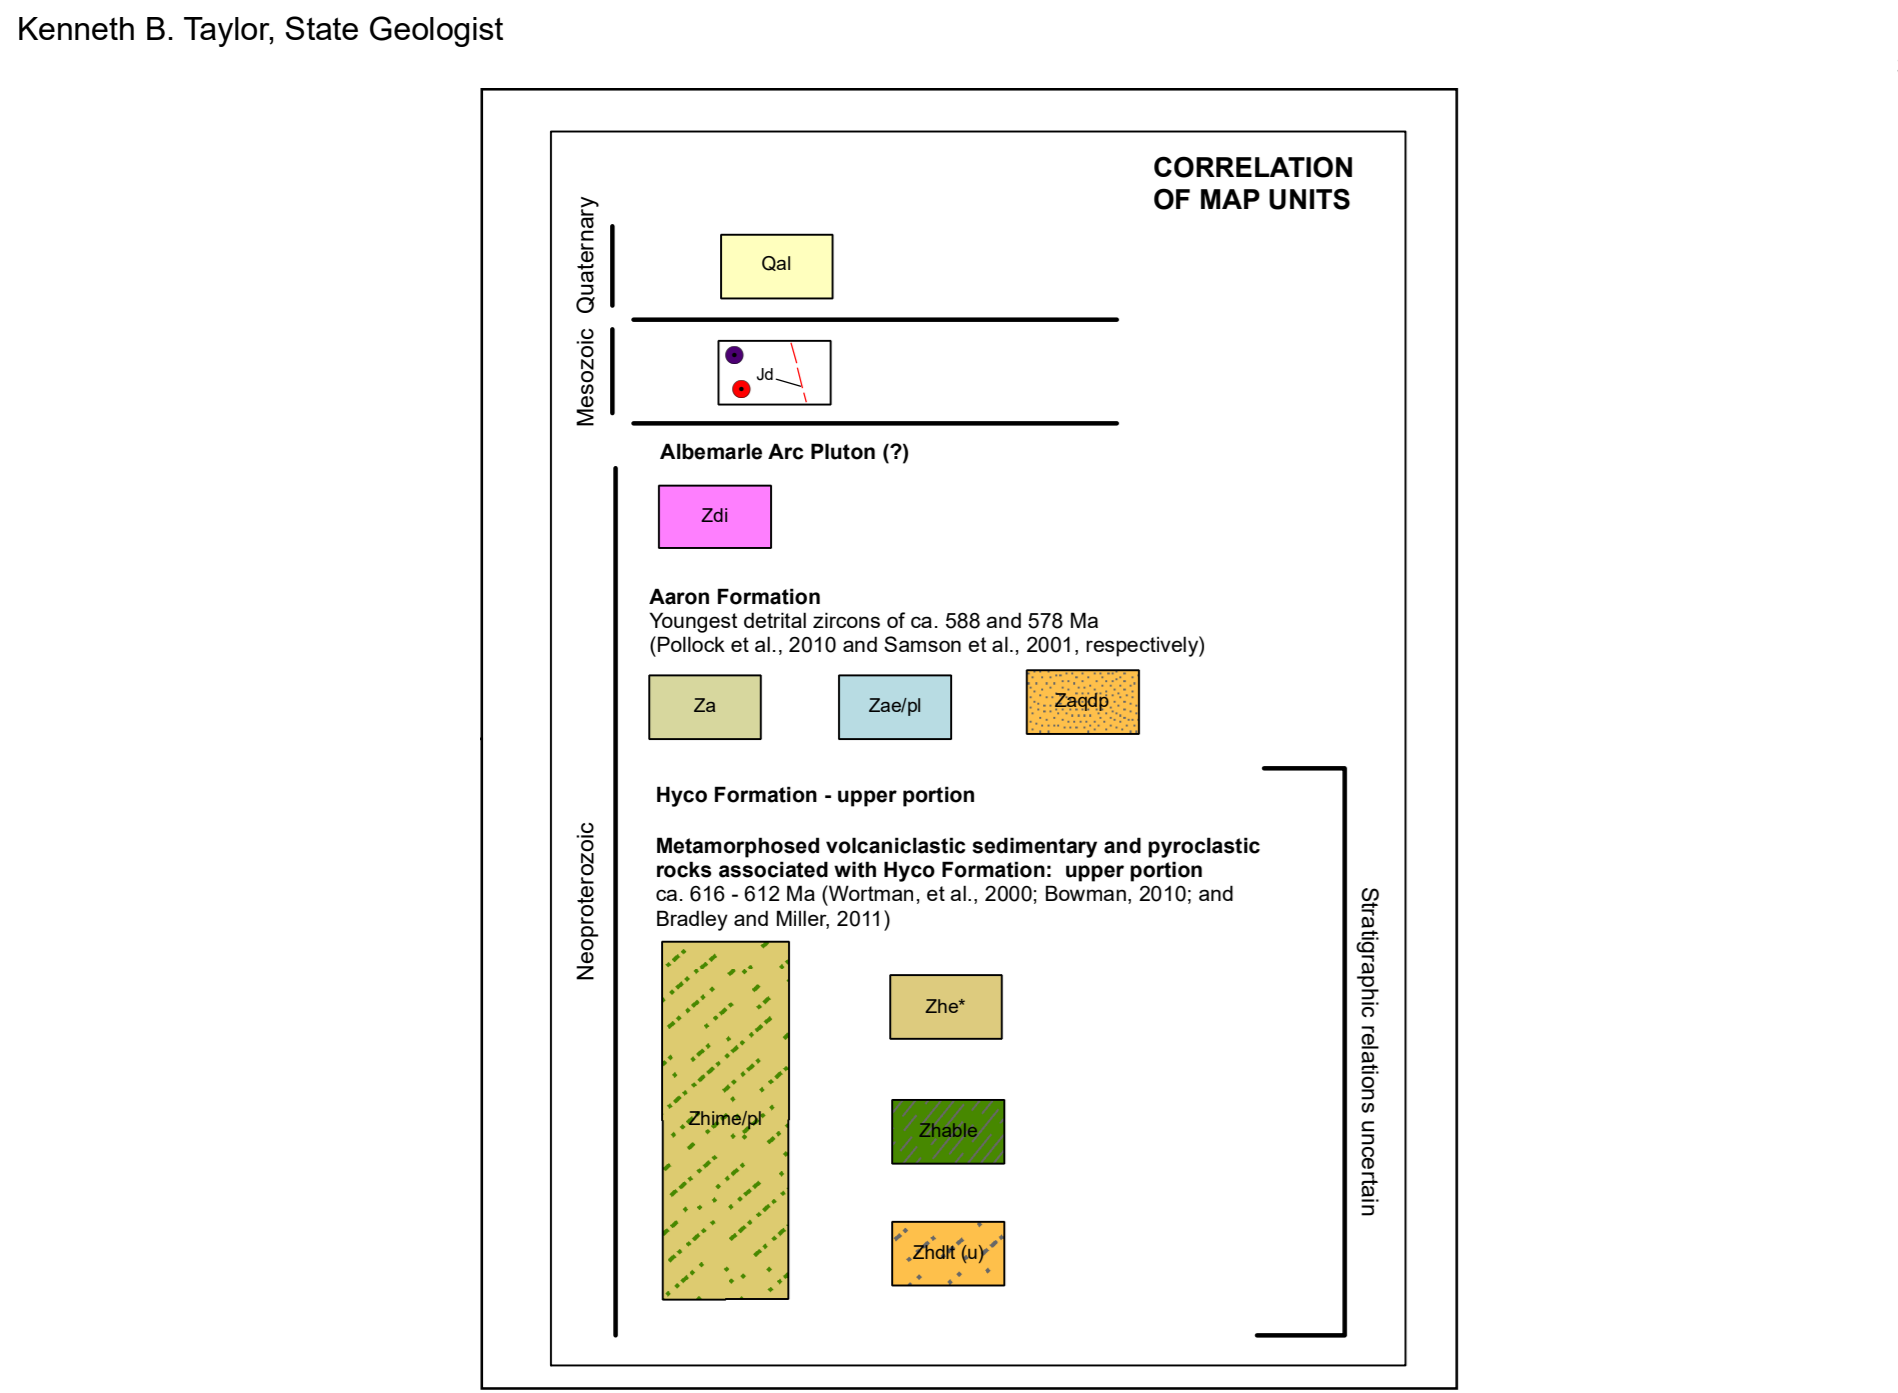 Kenneth B. Taylor, State Geologist
CORRELATION
OF MAP UNITS
Quaternary
Qal
Mesozoic
Jd
Albemarle Arc Pluton (?)
Zdi
Aaron Formation
Youngest detrital zircons of ca. 588 and 578 Ma
(Pollock et al., 2010 and Samson et al., 2001, respectively)
Za
Zae/pl
Zaqdp
Neoproterozoic
Hyco Formation - upper portion
Metamorphosed volcaniclastic sedimentary and pyroclastic
rocks associated with Hyco Formation:  upper portion
ca. 616 - 612 Ma (Wortman, et al., 2000; Bowman, 2010; and
Bradley and Miller, 2011)
Zhime/pl
Zhe*
Zhable
Zhdlt (u)
Stratigraphic relations uncertain